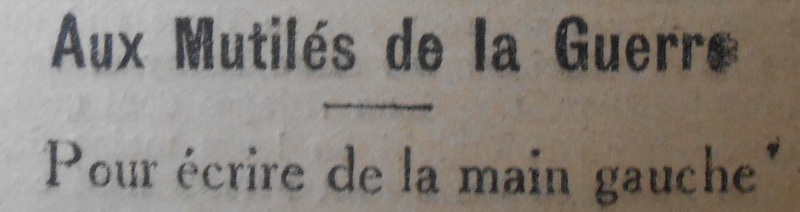 Aux Mutilés de la Guerre
Pour écrire de la main gauche